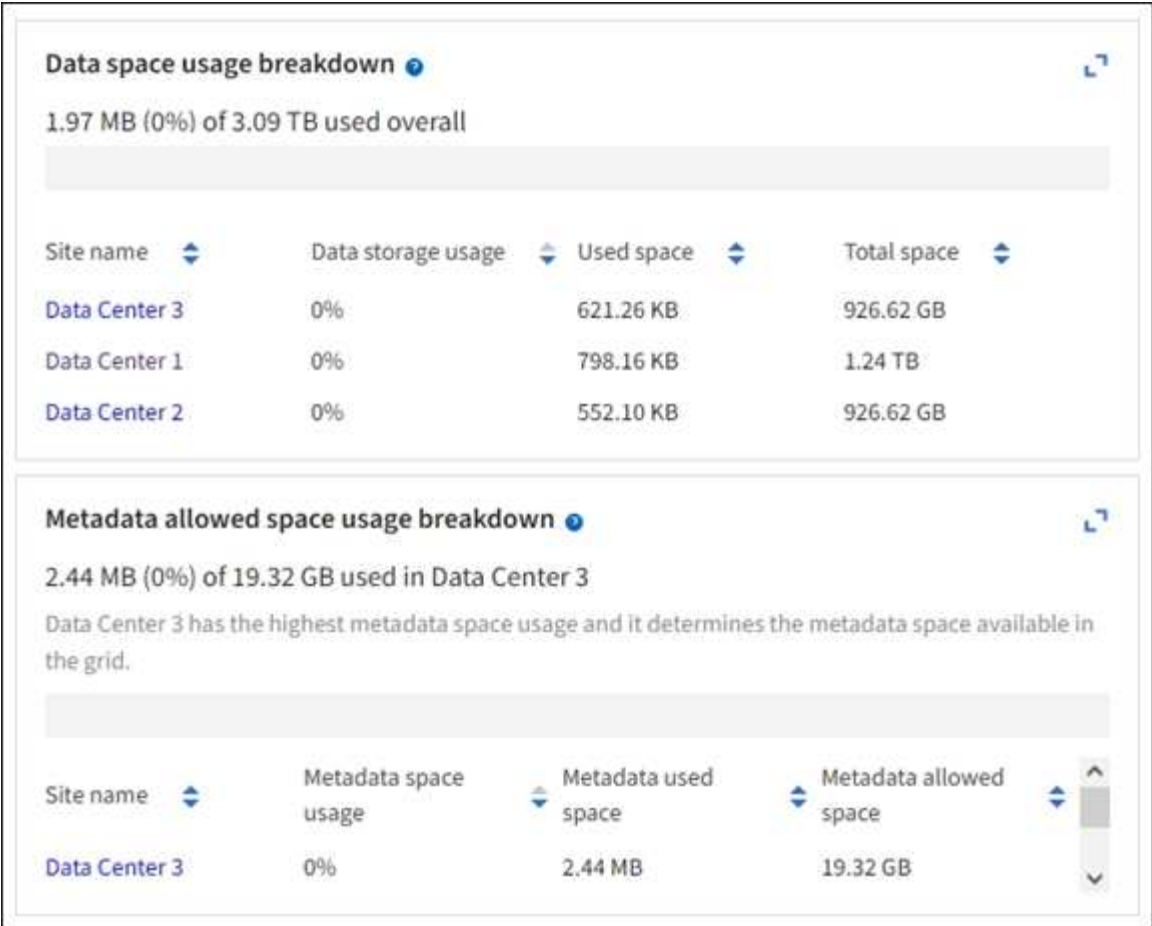 Data space usage breakdown ?
1.97 MB (0%) of 3.09 TB used overall
Site name Data storage usage Used space Total space
Data Center 3 0% 621.26 KB 926.62 GB
Data Center 1 0% 798.16 KB 1.24 TB
Data Center 2 0% 552.10 KB 926.62 GB
Metadata allowed space usage breakdown ?
2.44 MB (0%) of 19.32 GB used in Data Center 3
Data Center 3 has the highest metadata space usage and it determines the metadata space available in
the grid.
Site name Metadata space usage Metadata used space Metadata allowed space
Data Center 3 0% 2.44 MB 19.32 GB